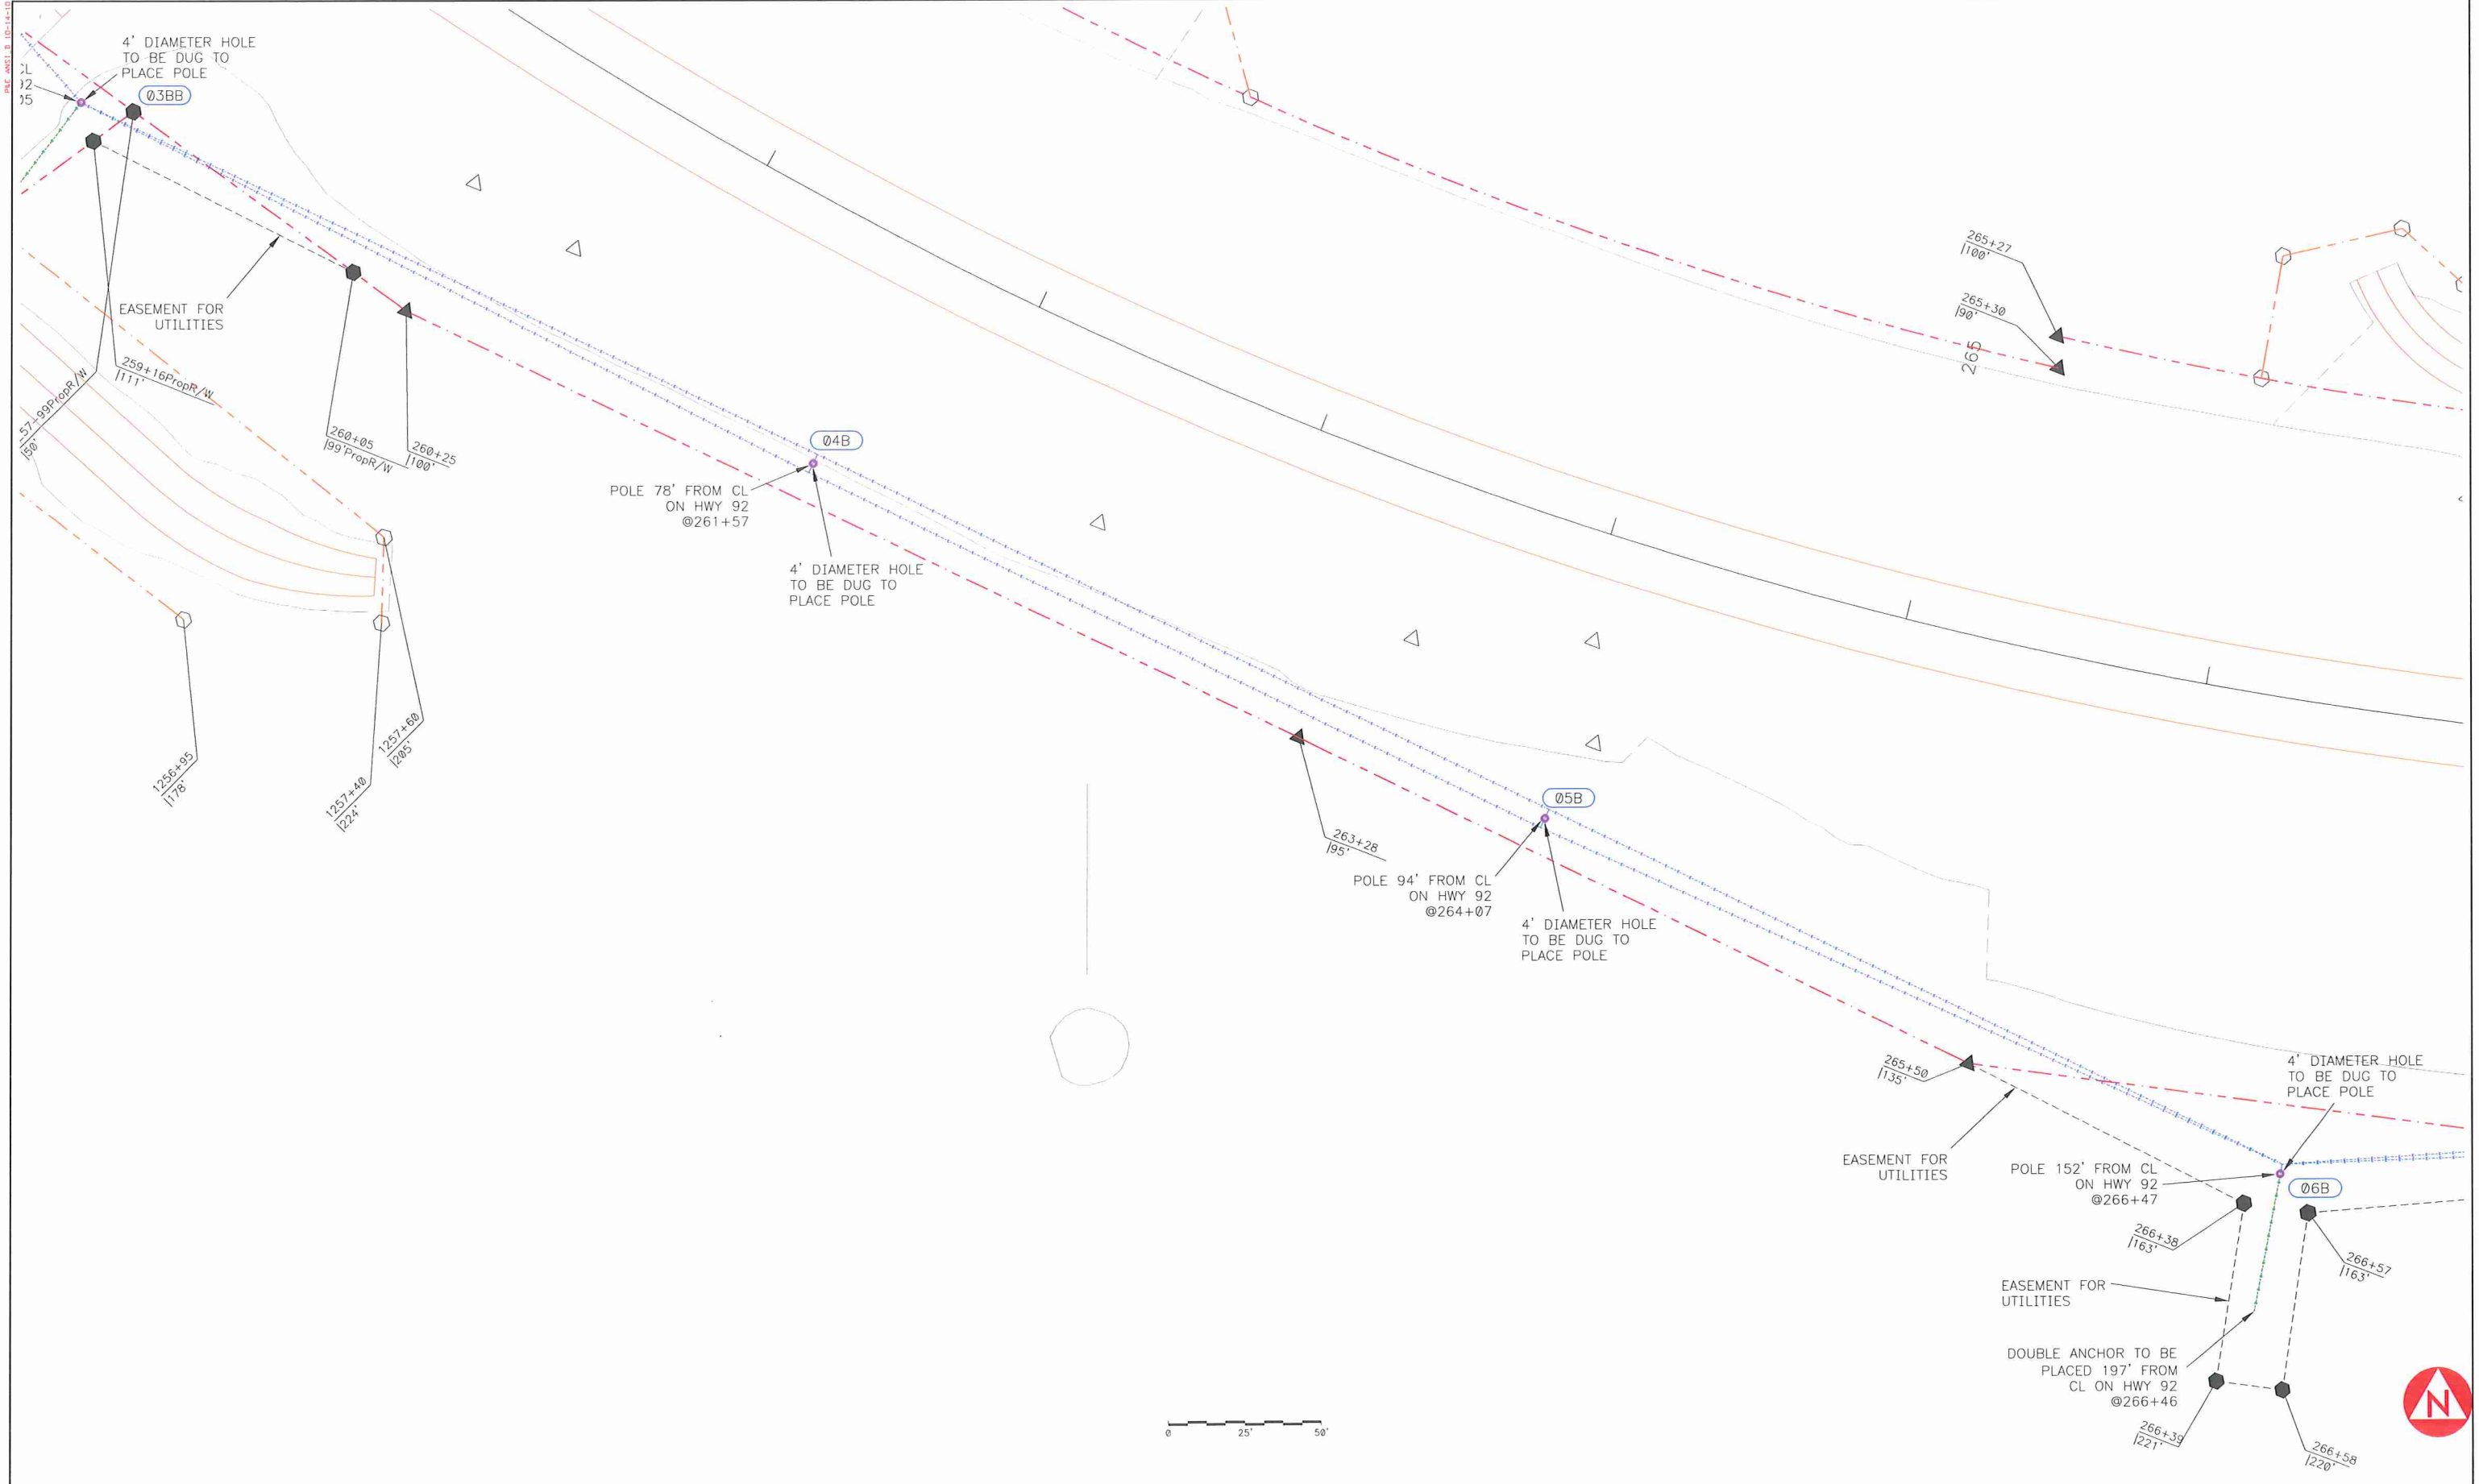 P&E ANSI_D 10-14-10
4' DIAMETER HOLE
TO BE DUG TO
PLACE POLE
CL
92
05
03BB
EASEMENT FOR
UTILITIES
57+99PropR/W
50'
259+16PropR/W
111'
260+05
99'PropR/W
260+25
100'
265+27
100'
265+30
90'
265
04B
POLE 78' FROM CL
ON HWY 92
@261+57
4' DIAMETER HOLE
TO BE DUG TO
PLACE POLE
1256+95
178'
1257+40
224'
1257+60
205'
263+28
95'
05B
POLE 94' FROM CL
ON HWY 92
@264+07
4' DIAMETER HOLE
TO BE DUG TO
PLACE POLE
265+50
135'
EASEMENT FOR
UTILITIES
4' DIAMETER HOLE
TO BE DUG TO
PLACE POLE
POLE 152' FROM CL
ON HWY 92
@266+47
06B
266+38
163'
266+57
163'
EASEMENT FOR
UTILITIES
DOUBLE ANCHOR TO BE
PLACED 197' FROM
CL ON HWY 92
@266+46
266+39
221'
266+58
220'
0 25' 50'
N